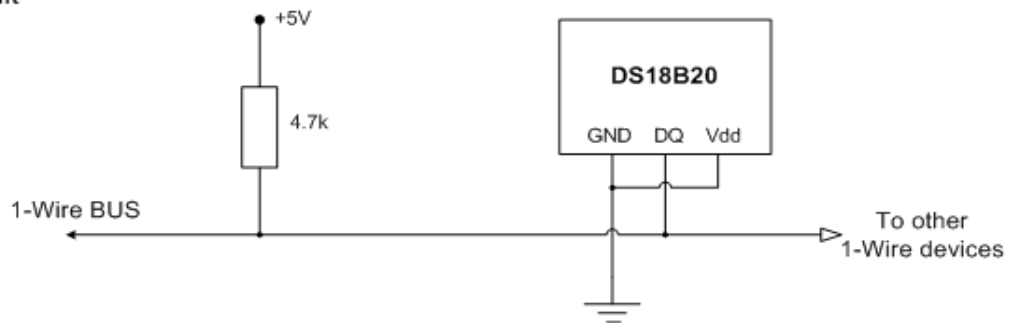 +5V
DS18B20
4.7k
GND DQ Vdd
1-Wire BUS
To other
1-Wire devices